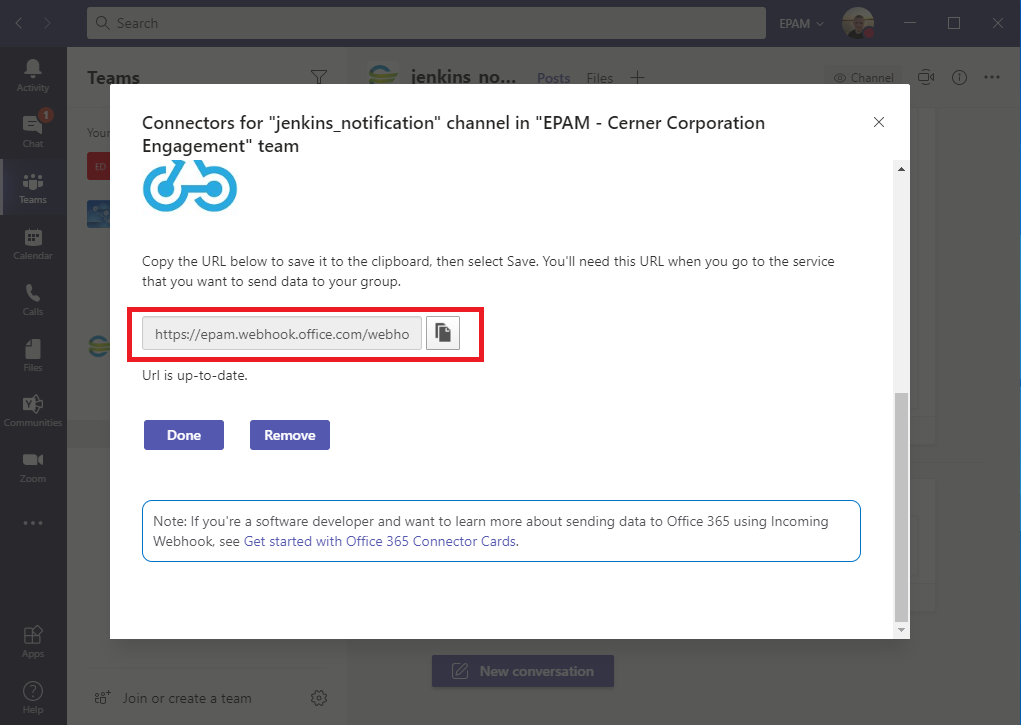 Search
EPAM
Activity
Teams
jenkins_no...
Posts
Files
Channel
1
Chat
Your
ED
Teams
Calendar
Calls
Files
Communities
Zoom
Connectors for "jenkins_notification" channel in "EPAM - Cerner Corporation
Engagement" team
Copy the URL below to save it to the clipboard, then select Save. You'll need this URL when you go to the service
that you want to send data to your group.
https://epam.webhook.office.com/webho
Url is up-to-date.
Done
Remove
Note: If you're a software developer and want to learn more about sending data to Office 365 using Incoming
Webhook, see Get started with Office 365 Connector Cards.
Apps
Help
Join or create a team
New conversation